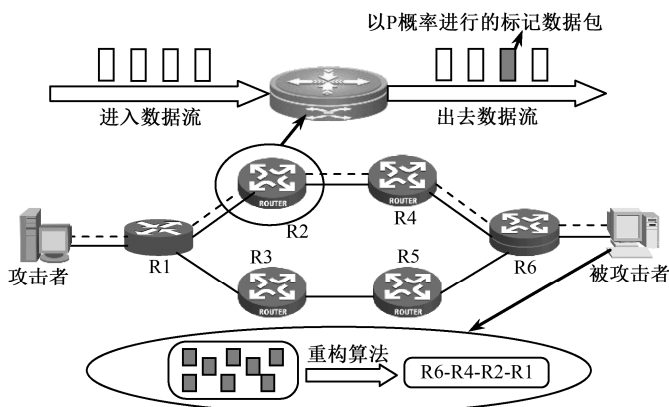 以P概率进行的标记数据包
进入数据流
出去数据流
ROUTER
R2
ROUTER
R4
攻击者
R1
R3
R5
R6
被攻击者
ROUTER
ROUTER
重构算法
R6-R4-R2-R1